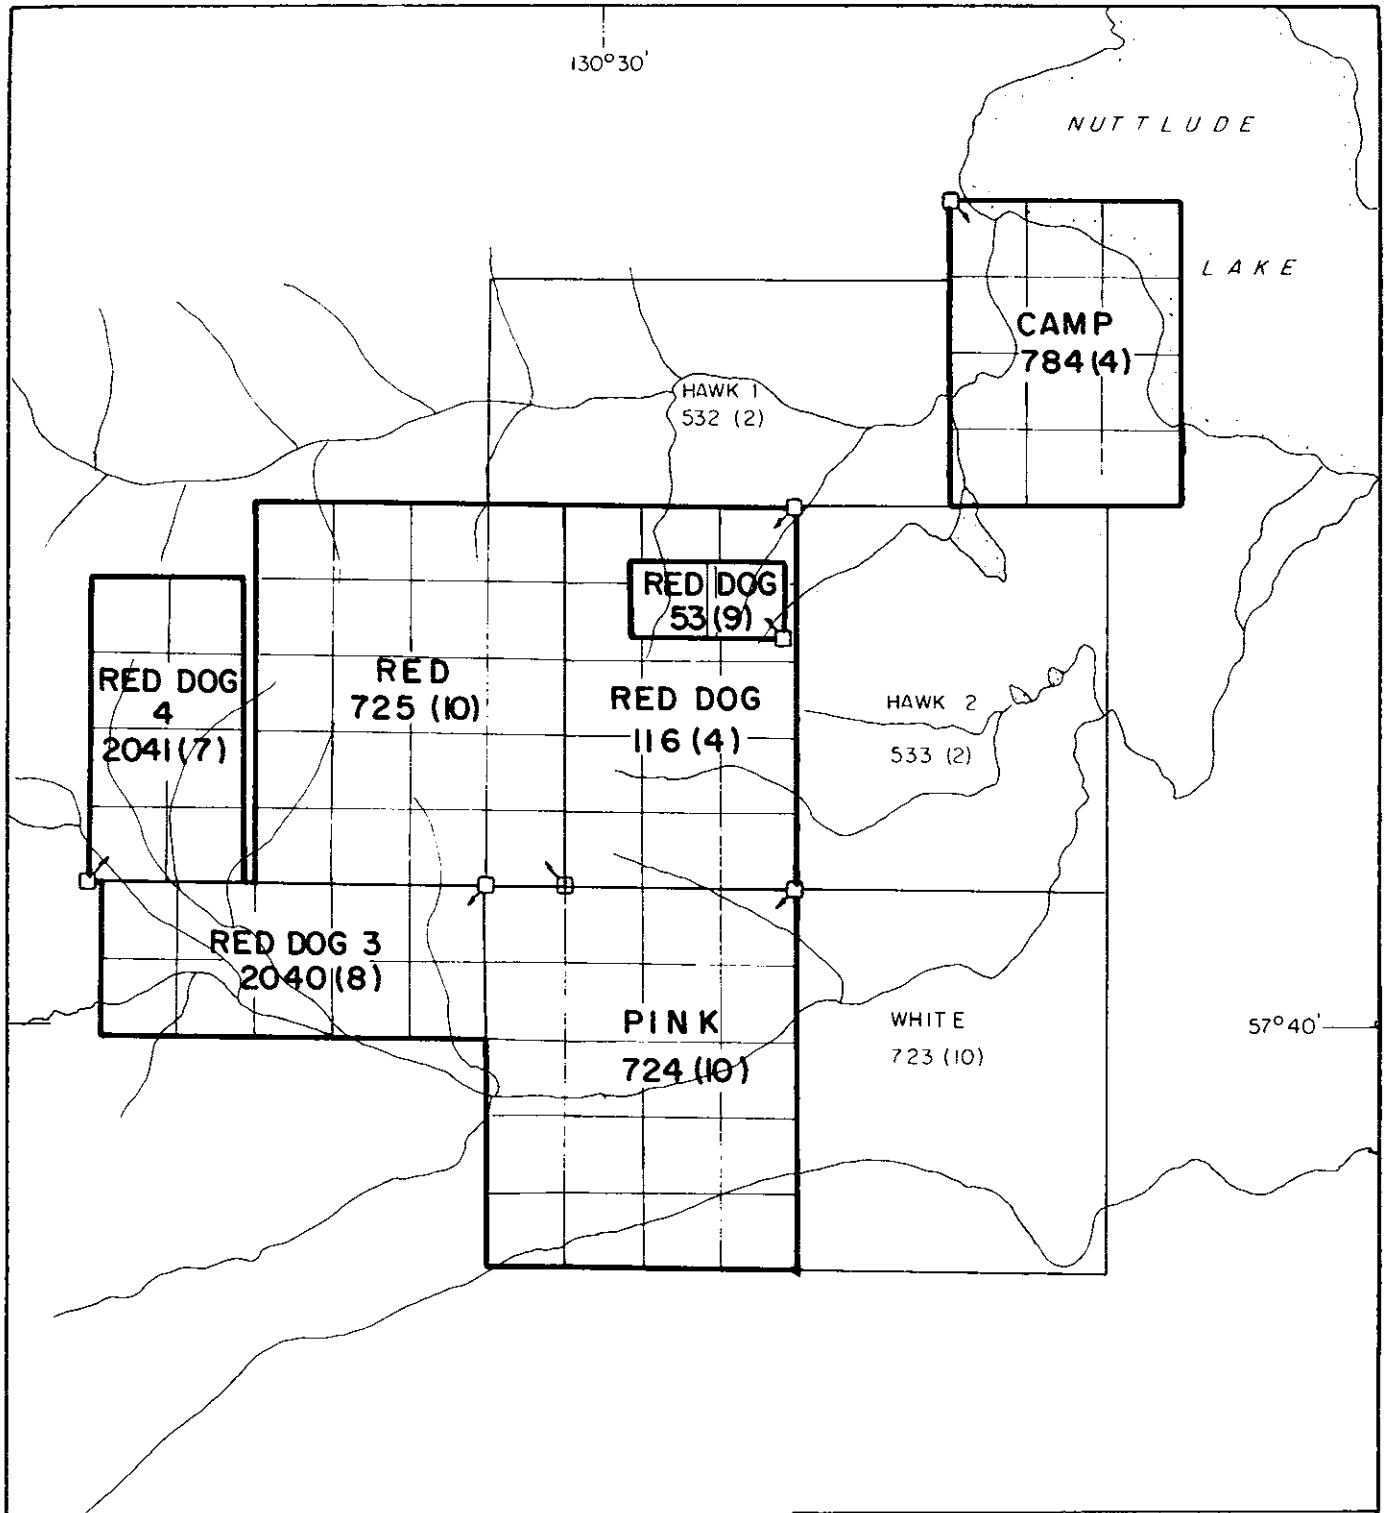 130°30'
NUTTLUDE
LAKE
CAMP
784(4)
HAWK 1
532 (2)
RED DOG
53(9)
RED DOG
4
2041(7)
RED
725 (10)
RED DOG
116(4)
HAWK 2
533 (2)
RED DOG 3
2040(8)
PINK
724(10)
WHITE
723 (10)
57°40'